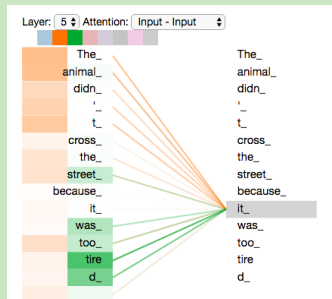 Layer: 5 Attention: Input - Input
The_ The_
animal_ animal_
didn_ didn_
'_ '_
t_ t_
cross_ cross_
the_ the_
street_ street_
because_ because_
it_ it_
was_ was_
too_ too_
tire tire
d_ d_